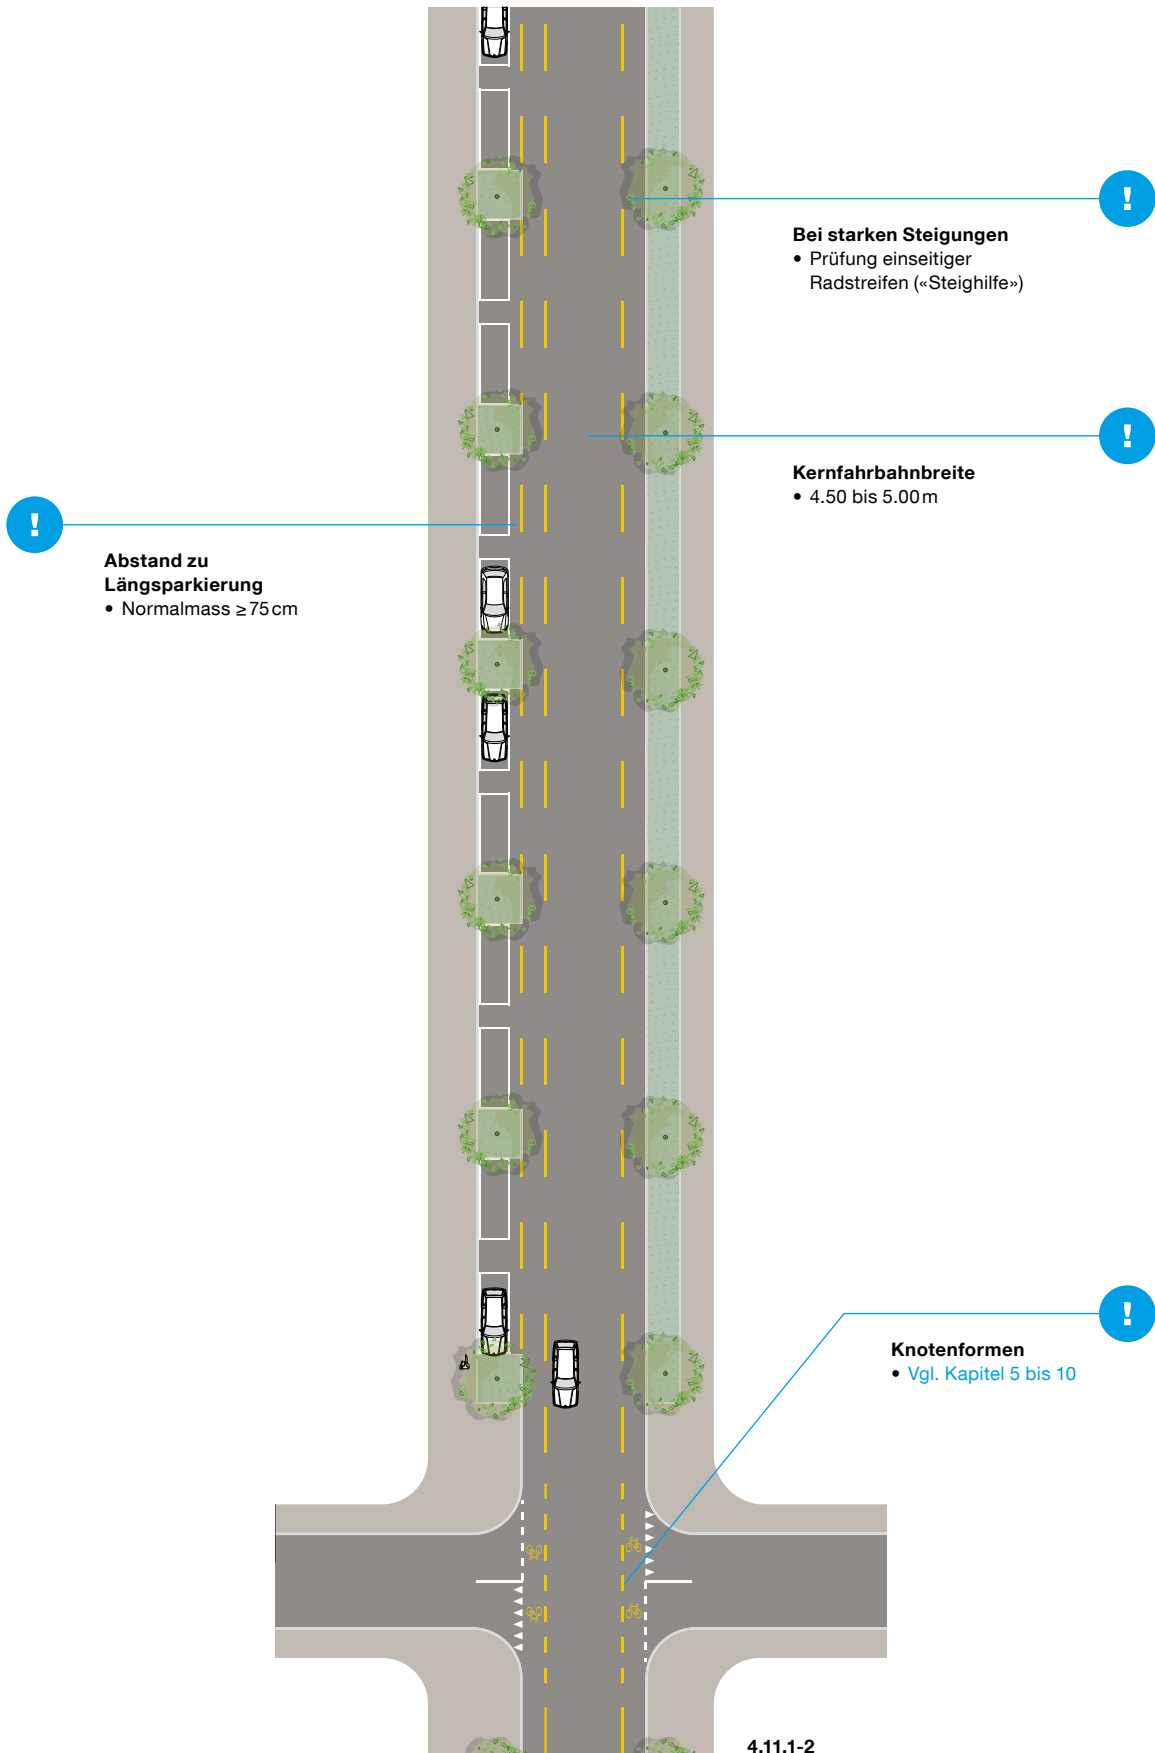 !
Bei starken Steigungen
• Prüfung einseitiger
Radstreifen («Steighilfe»)
!
Kernfahrbahnbreite
• 4.50 bis 5.00 m
!
Abstand zu
Längsparkierung
• Normalmass ≥ 75 cm
!
Knotenformen
• Vgl. Kapitel 5 bis 10
4.11.1-2